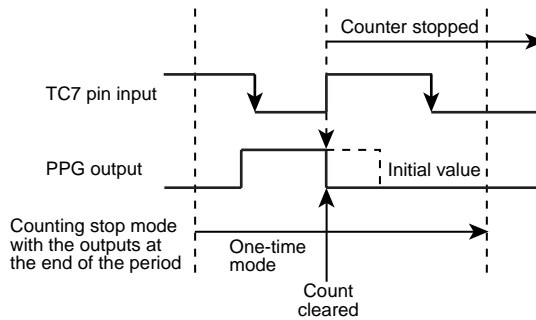 Counter stopped
TC7 pin input
PPG output
Initial value
Counting stop mode
with the outputs at
the end of the period
One-time
mode
Count
cleared